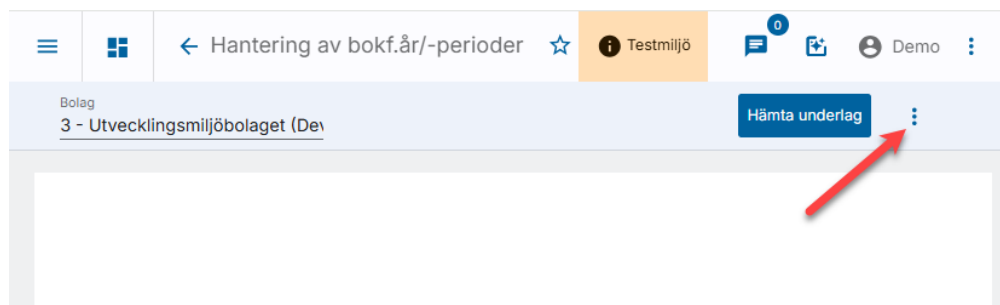 Hantering av bokf.år/-perioder
Testmiljö
0
Demo
Bolag
3 - Utvecklingsmiljöbolaget (Dev
Hämta underlag